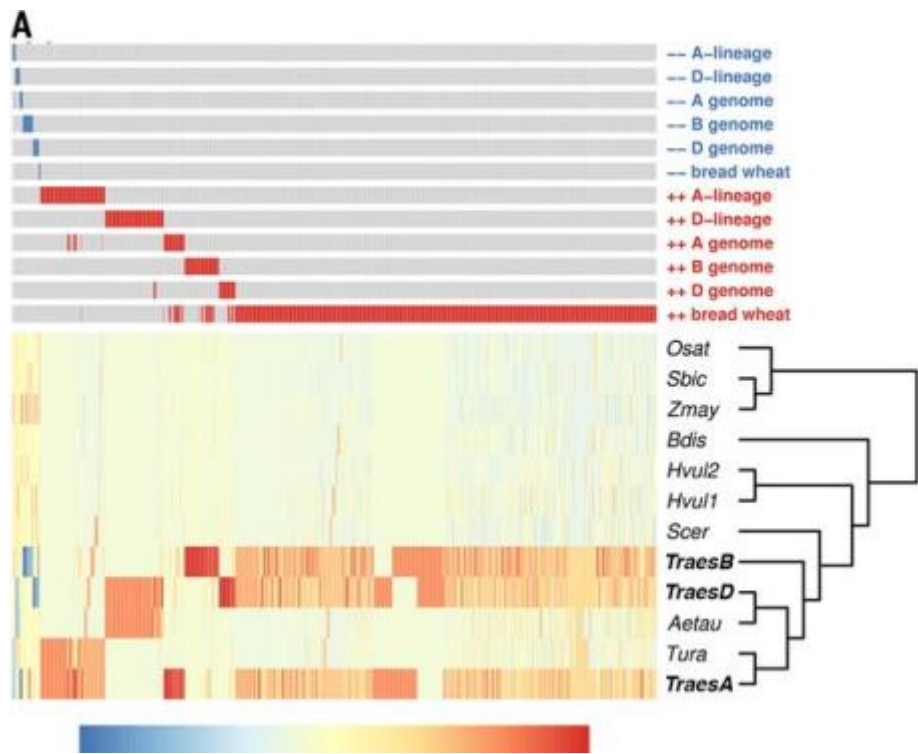 A
-- A-lineage
-- D-lineage
-- A genome
-- B genome
-- D genome
-- bread wheat
++ A-lineage
++ D-lineage
++ A genome
++ B genome
++ D genome
++ bread wheat
Osat
Sbic
Zmay
Bdis
Hvul2
Hvul1
Scer
TraesB
TraesD
Aetau
Tura
TraesA